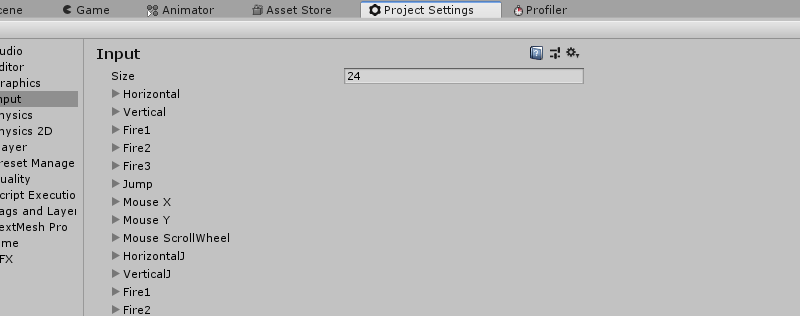 cene Game Animator Asset Store Project Settings Profiler
Input
Size 24
Horizontal
Vertical
Fire1
Fire2
Fire3
Jump
Mouse X
Mouse Y
Mouse ScrollWheel
HorizontalJ
VerticalJ
Fire1
Fire2
udio
ditor
raphics
nput
hysics
hysics 2D
layer
reset Manage
uality
cript Executio
ags and Layer
extMesh Pro
ime
FX